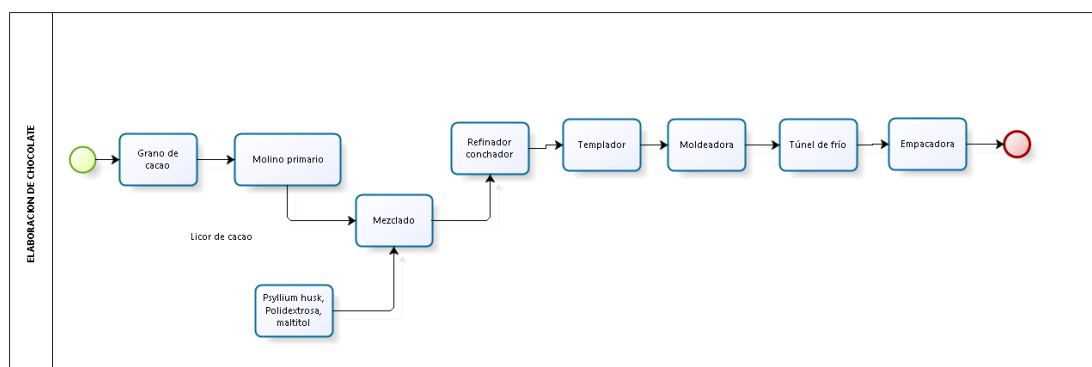 ELABORACION DE CHOCOLATE
Grano de
cacao
Molino primario
Licor de cacao
Psyllium husk,
Polidextrosa,
maltitol
Mezclado
Refinador
conchador
Templador
Moldeadora
Túnel de frío
Empacadora